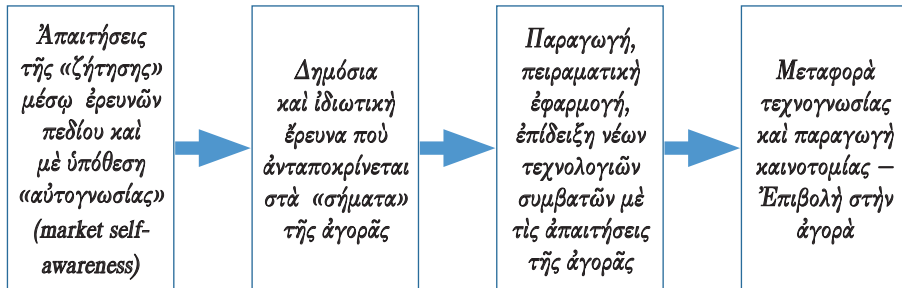 Ἀπαιτήσεις
τῆς «ζήτησης»
μέσῳ ἐρευνῶν
πεδίου καὶ
μὲ ὑπόθεση
«αὐτογνωσίας»
(market self-
awareness)
Δημόσια
καὶ ἰδιωτικὴ
ἔρευνα ποὺ
ἀνταποκρίνεται
στὰ «σήματα»
τῆς ἀγορᾶς
Παραγωγή,
πειραματικὴ
ἐφαρμογή,
ἐπίδειξη νέων
τεχνολογιῶν
συμβατῶν μὲ
τὶς ἀπαιτήσεις
τῆς ἀγορᾶς
Μεταφορὰ
τεχνογνωσίας
καὶ παραγωγὴ
καινοτομίας –
Ἐπιβολὴ στὴν
ἀγορὰ